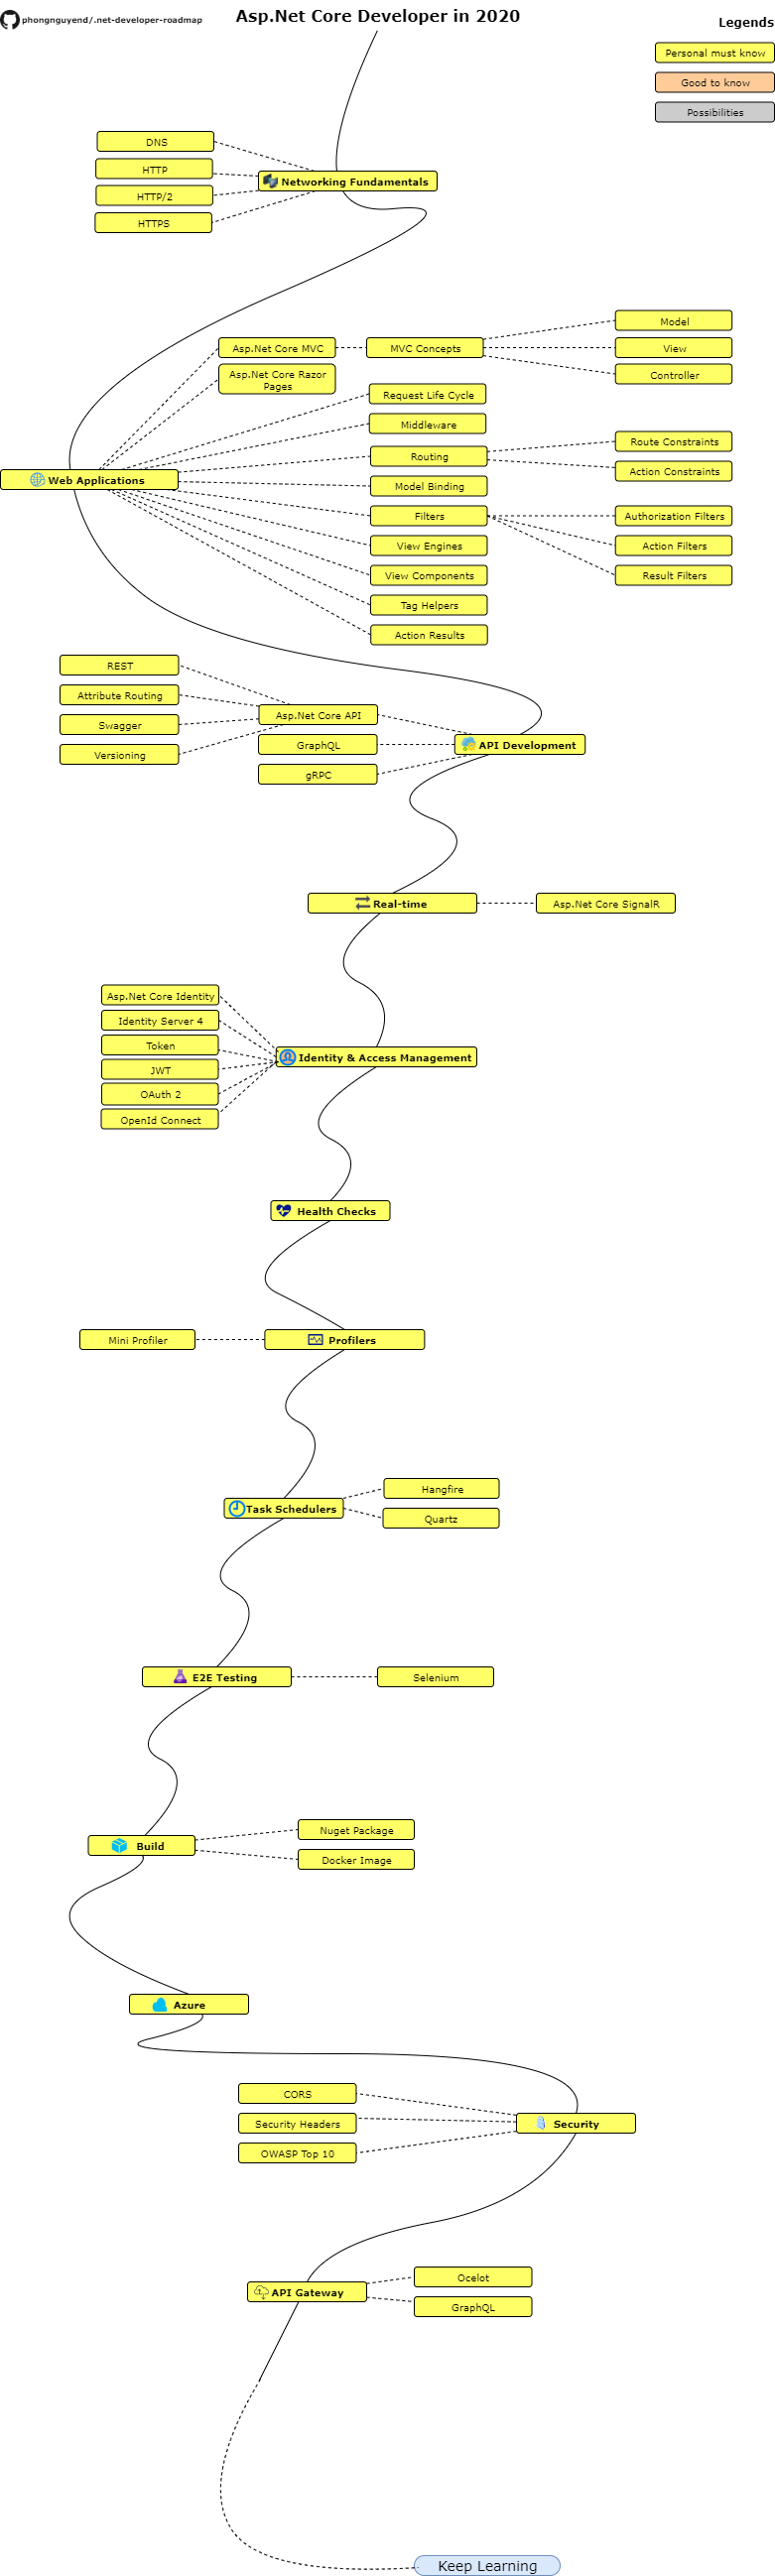 phongnguyend/.net-developer-roadmap
Asp.Net Core Developer in 2020
Legends
Personal must know
Good to know
Possibilities
DNS
HTTP
HTTP/2
HTTPS
Networking Fundamentals
Asp.Net Core MVC
MVC Concepts
Model
View
Controller
Asp.Net Core Razor
Pages
Request Life Cycle
Middleware
Routing
Route Constraints
Action Constraints
Web Applications
Model Binding
Filters
Authorization Filters
Action Filters
Result Filters
View Engines
View Components
Tag Helpers
Action Results
REST
Attribute Routing
Swagger
Versioning
Asp.Net Core API
GraphQL
gRPC
API Development
Real-time
Asp.Net Core SignalR
Asp.Net Core Identity
Identity Server 4
Token
JWT
OAuth 2
OpenId Connect
Identity & Access Management
Health Checks
Mini Profiler
Profilers
Task Schedulers
Hangfire
Quartz
E2E Testing
Selenium
Build
Nuget Package
Docker Image
Azure
CORS
Security Headers
OWASP Top 10
Security
API Gateway
Ocelot
GraphQL
Keep Learning